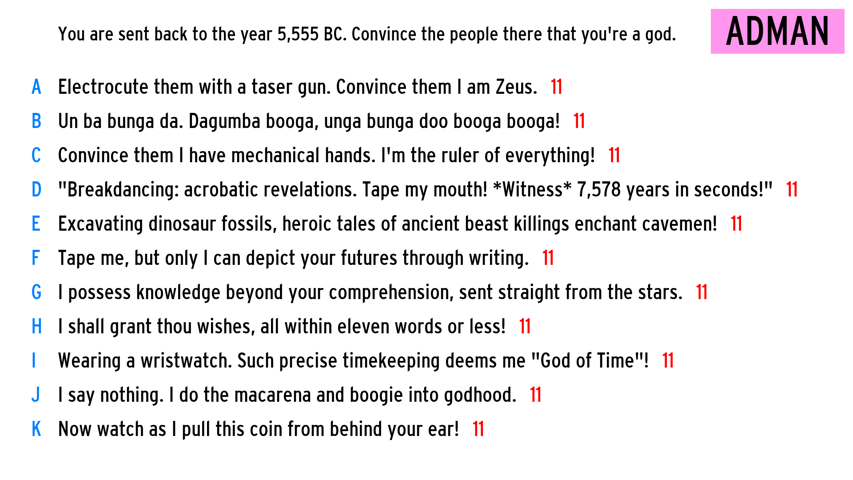 You are sent back to the year 5,555 BC. Convince the people there that you're a god.
ADMAN
A Electrocute them with a taser gun. Convince them I am Zeus. 11
B Un ba bunga da. Dagumba booga, unga bunga doo booga booga! 11
C Convince them I have mechanical hands. I'm the ruler of everything! 11
D "Breakdancing: acrobatic revelations. Tape my mouth! *Witness* 7,578 years in seconds!" 11
E Excavating dinosaur fossils, heroic tales of ancient beast killings enchant cavemen! 11
F Tape me, but only I can depict your futures through writing. 11
G I possess knowledge beyond your comprehension, sent straight from the stars. 11
H I shall grant thou wishes, all within eleven words or less! 11
I Wearing a wristwatch. Such precise timekeeping deems me "God of Time"! 11
J I say nothing. I do the macarena and boogie into godhood. 11
K Now watch as I pull this coin from behind your ear! 11